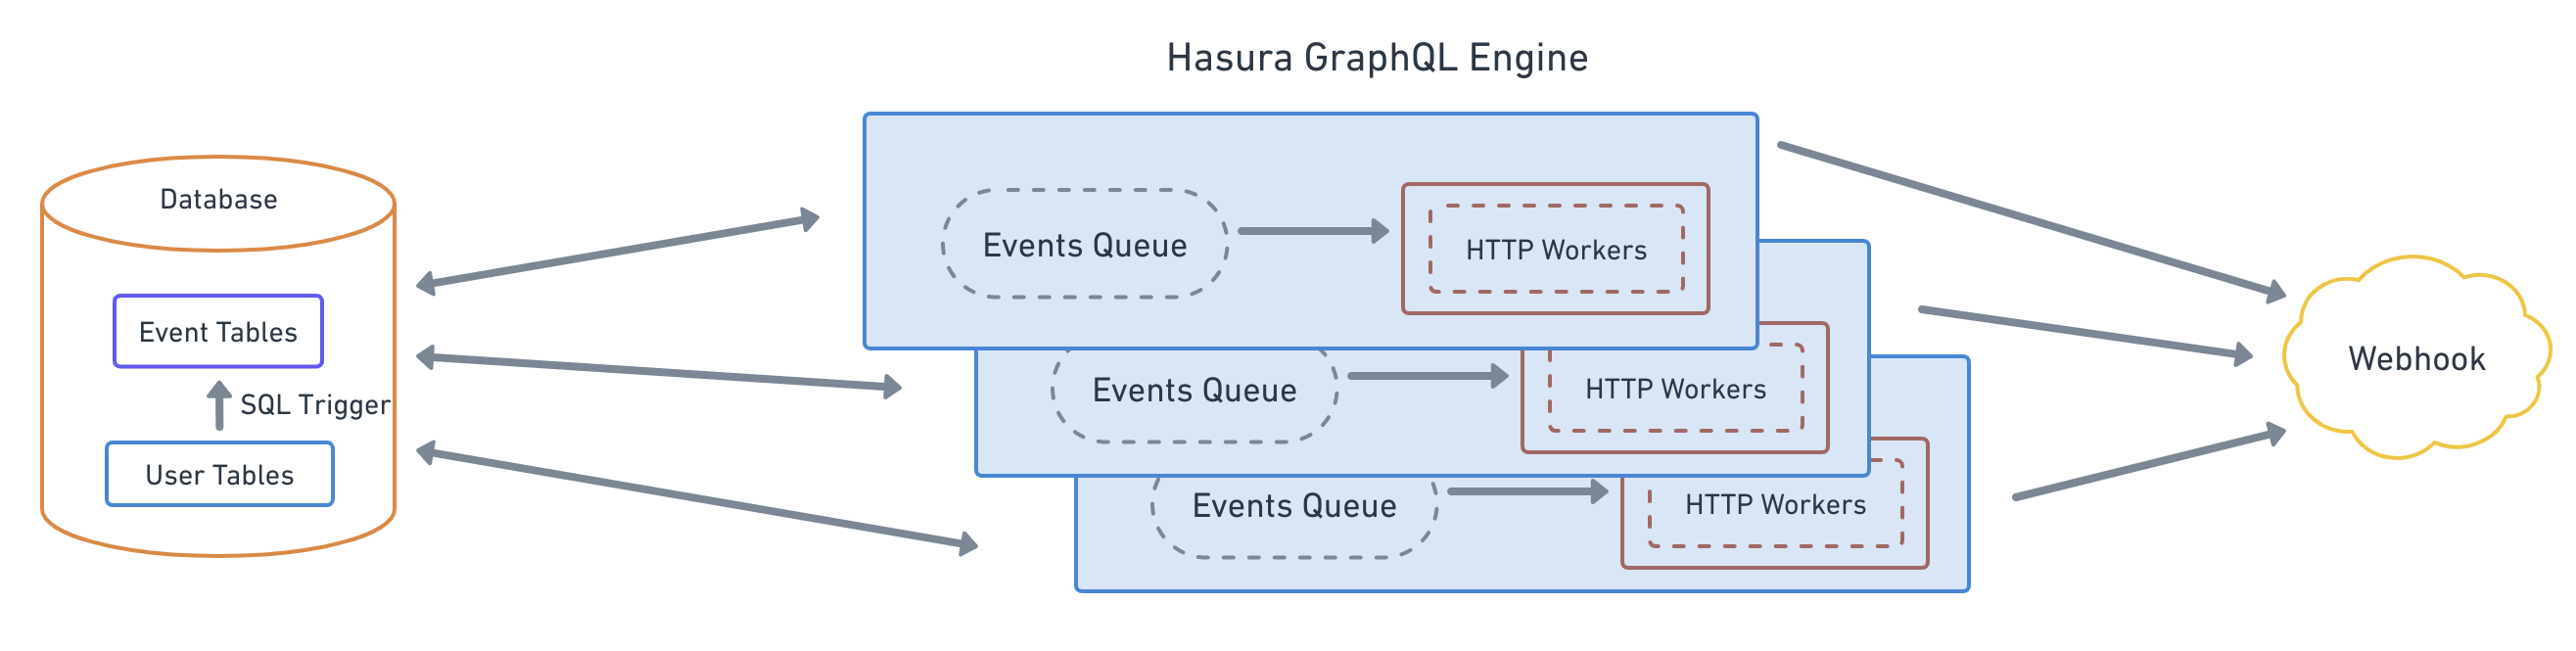 Hasura GraphQL Engine
Database
Event Tables
SQL Trigger
User Tables
Events Queue
HTTP Workers
Events Queue
HTTP Workers
Events Queue
HTTP Workers
Webhook